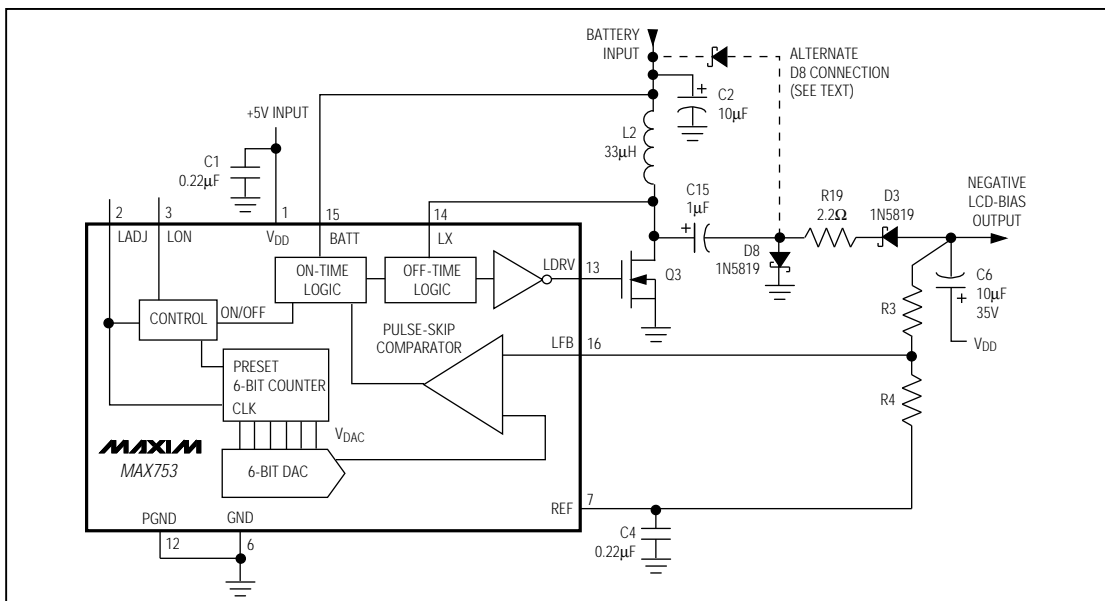 BATTERY
INPUT
ALTERNATE
D8 CONNECTION
(SEE TEXT)
C2
10µF
+
+5V INPUT
L2
33µH
C1
0.22µF
C15
1µF
+
R19
2.2Ω
D3
1N5819
NEGATIVE
LCD-BIAS
OUTPUT
2
3
1
15
14
LADJ
LON
VDD
BATT
LX
D8
1N5819
ON-TIME
LOGIC
OFF-TIME
LOGIC
LDRV
13
Q3
C6
10µF
35V
+
R3
CONTROL
ON/OFF
PULSE-SKIP
COMPARATOR
LFB
16
VDD
PRESET
6-BIT COUNTER
CLK
R4
VDAC
MAXIM
MAX753
6-BIT DAC
REF
7
PGND
GND
12
6
C4
0.22µF